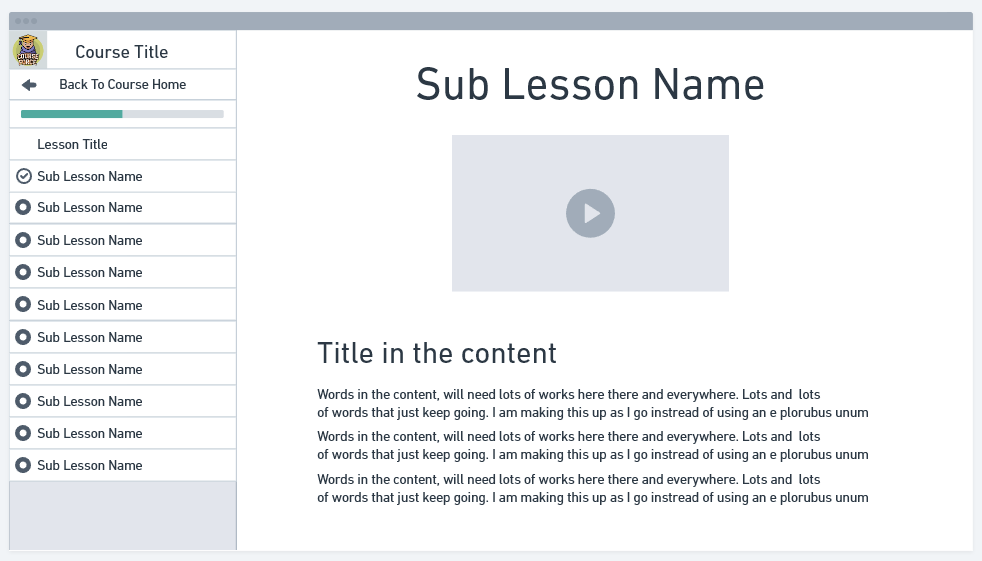 COURSE
Course Title
Back To Course Home
Lesson Title
Sub Lesson Name
Sub Lesson Name
Sub Lesson Name
Sub Lesson Name
Sub Lesson Name
Sub Lesson Name
Sub Lesson Name
Sub Lesson Name
Sub Lesson Name
Sub Lesson Name
Sub Lesson Name
Title in the content
Words in the content, will need lots of works here there and everywhere. Lots and  lots
of words that just keep going. I am making this up as I go instread of using an e plorubus unum
Words in the content, will need lots of works here there and everywhere. Lots and  lots
of words that just keep going. I am making this up as I go instread of using an e plorubus unum
Words in the content, will need lots of works here there and everywhere. Lots and  lots
of words that just keep going. I am making this up as I go instread of using an e plorubus unum